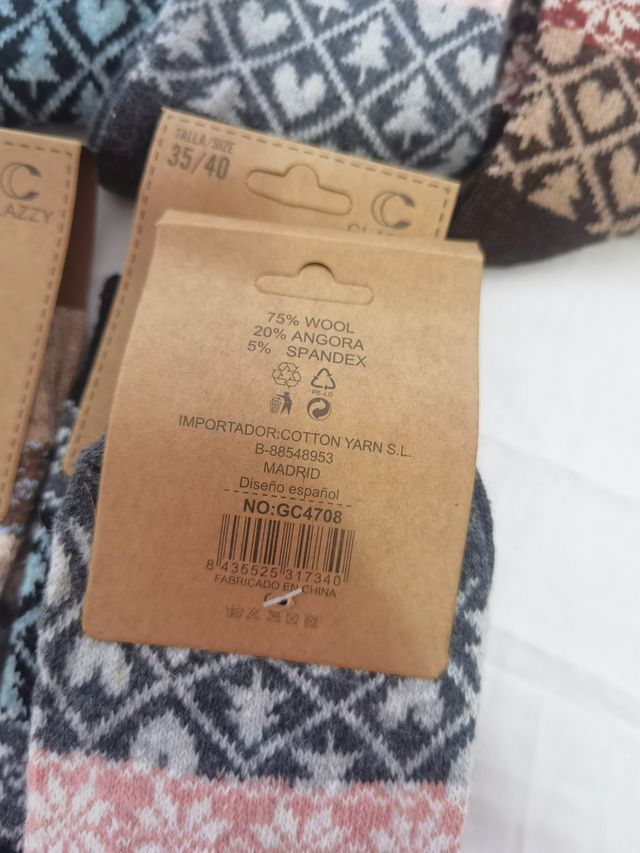 TALLA/SIZE
35/40
C
LAZZY
75% WOOL
20% ANGORA
5% SPANDEX
PE-LD
IMPORTADOR:COTTON YARN S.L.
B-88548953
MADRID
Diseño español
NO:GC4708
8 435525 317340
FABRICADO EN CHINA